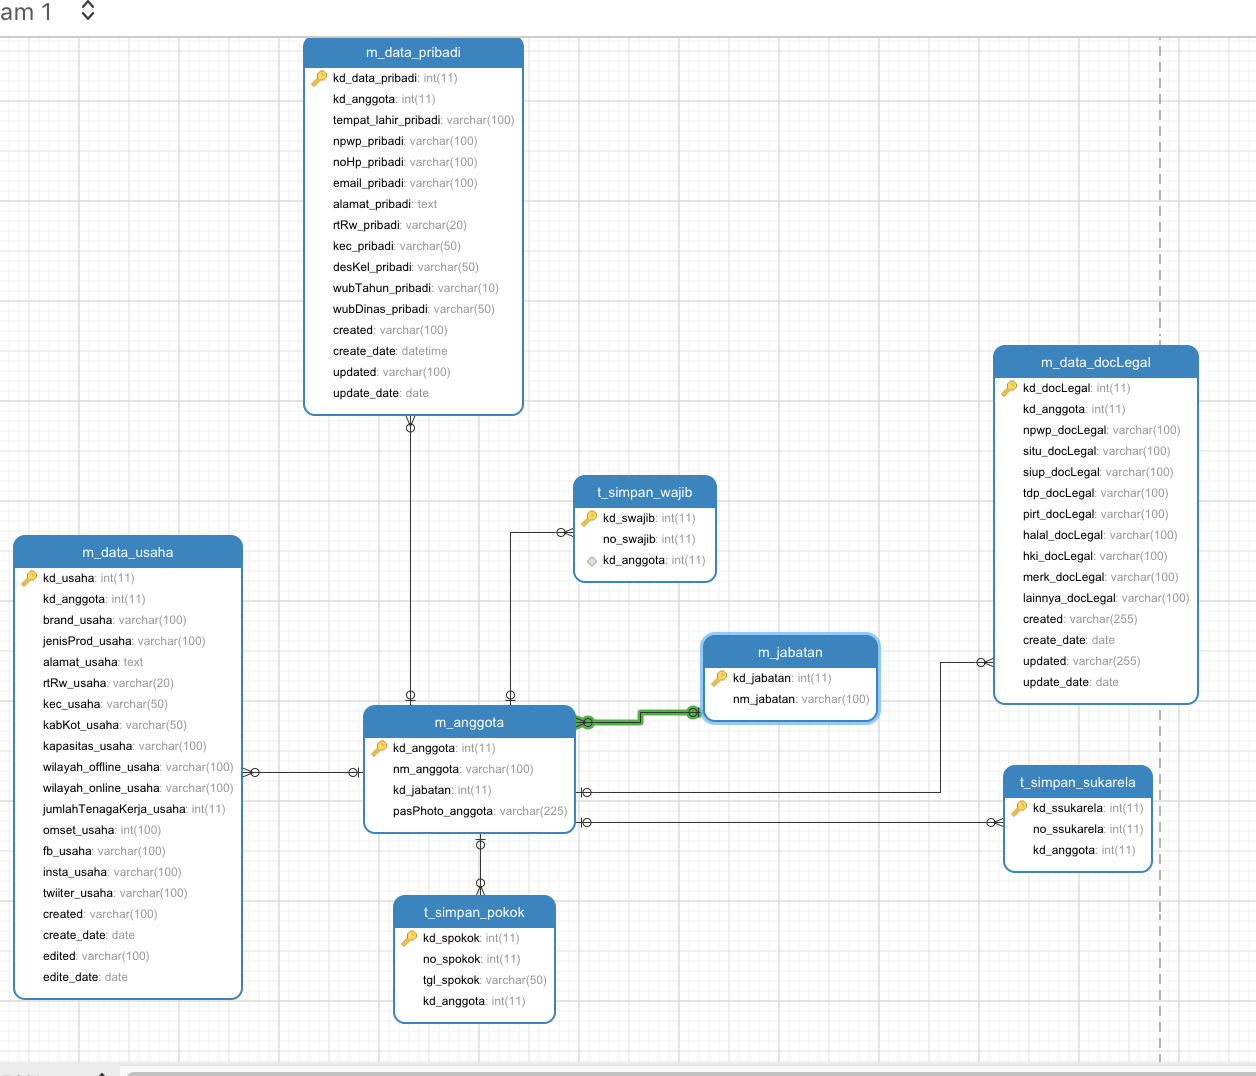 am 1
m_data_pribadi
kd_data_pribadi: int(11)
kd_anggota: int(11)
tempat_lahir_pribadi: varchar(100)
npwp_pribadi: varchar(100)
noHp_pribadi: varchar(100)
email_pribadi: varchar(100)
alamat_pribadi: text
rtRw_pribadi: varchar(20)
kec_pribadi: varchar(50)
desKel_pribadi: varchar(50)
wubTahun_pribadi: varchar(10)
wubDinas_pribadi: varchar(50)
created: varchar(100)
create_date: datetime
updated: varchar(100)
update_date: date
m_data_docLegal
kd_docLegal: int(11)
kd_anggota: int(11)
npwp_docLegal: varchar(100)
situ_docLegal: varchar(100)
siup_docLegal: varchar(100)
tdp_docLegal: varchar(100)
pirt_docLegal: varchar(100)
halal_docLegal: varchar(100)
hki_docLegal: varchar(100)
merk_docLegal: varchar(100)
lainnya_docLegal: varchar(100)
created: varchar(255)
create_date: date
updated: varchar(255)
update_date: date
t_simpan_wajib
kd_swajib: int(11)
no_swajib: int(11)
kd_anggota: int(11)
m_data_usaha
kd_usaha: int(11)
kd_anggota: int(11)
brand_usaha: varchar(100)
jenisProd_usaha: varchar(100)
alamat_usaha: text
rtRw_usaha: varchar(20)
kec_usaha: varchar(50)
kabKot_usaha: varchar(50)
kapasitas_usaha: varchar(100)
wilayah_offline_usaha: varchar(100)
wilayah_online_usaha: varchar(100)
jumlahTenagaKerja_usaha: int(11)
omset_usaha: int(100)
fb_usaha: varchar(100)
insta_usaha: varchar(100)
twiiter_usaha: varchar(100)
created: varchar(100)
create_date: date
edited: varchar(100)
edite_date: date
m_jabatan
kd_jabatan: int(11)
nm_jabatan: varchar(100)
m_anggota
kd_anggota: int(11)
nm_anggota: varchar(100)
kd_jabatan: int(11)
pasPhoto_anggota: varchar(225)
t_simpan_sukarela
kd_ssukarela: int(11)
no_ssukarela: int(11)
kd_anggota: int(11)
t_simpan_pokok
kd_spokok: int(11)
no_spokok: int(11)
tgl_spokok: varchar(50)
kd_anggota: int(11)